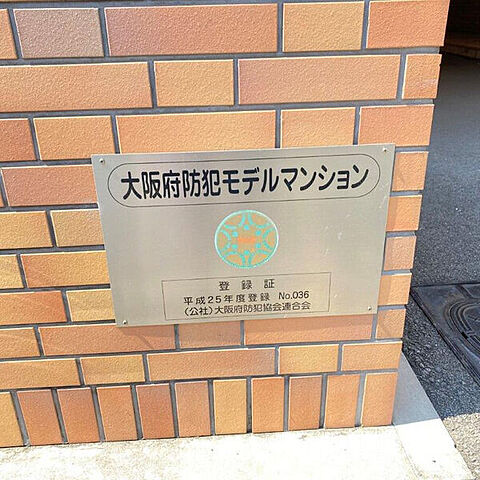 大阪府防犯モデルマンション
登録証
平成25年度登録 No.036
(公社)大阪府防犯協会連合会